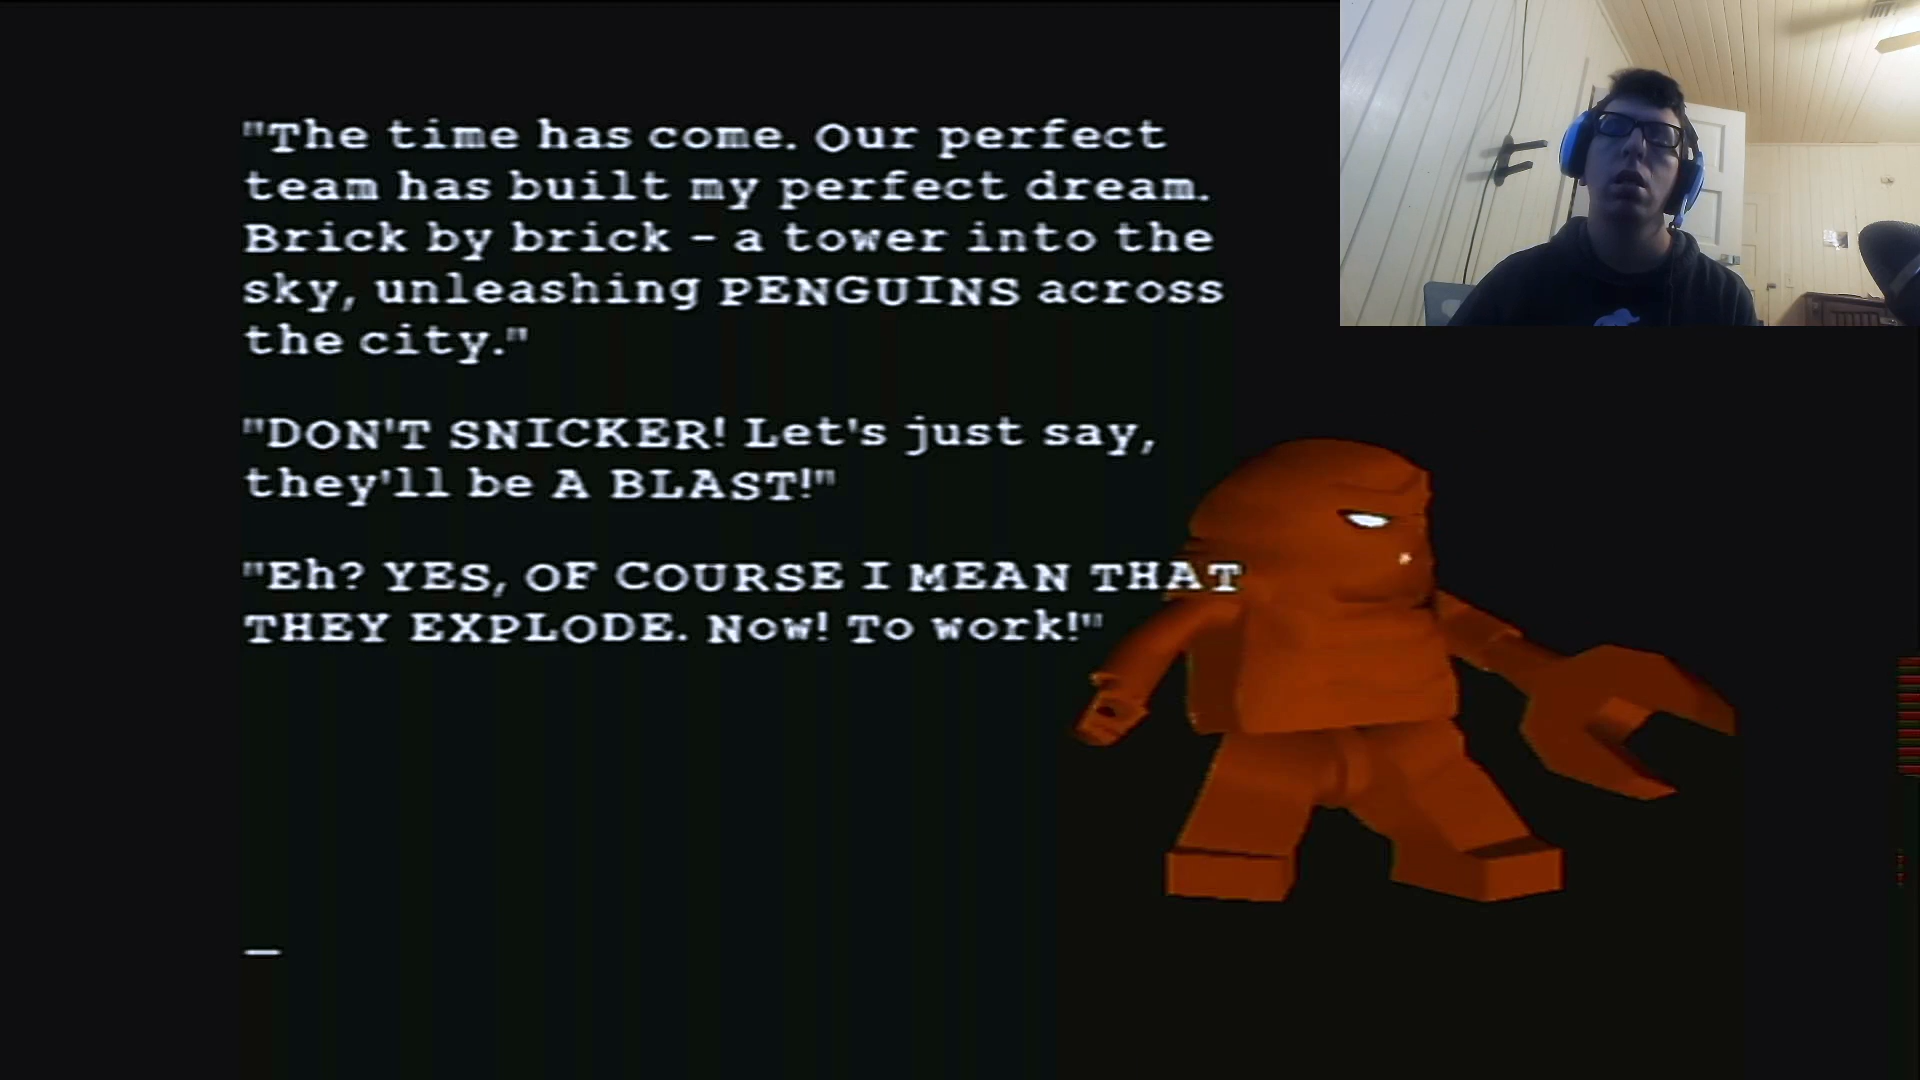 "The time has come. Our perfect
team has built my perfect dream.
Brick by brick - a tower into the
sky, unleashing PENGUINS across
the city."
"DON'T SNICKER! Let's just say,
they'll be A BLAST!"
"Eh? YES, OF COURSE I MEAN THAT
THEY EXPLODE. Now! To work!"
_